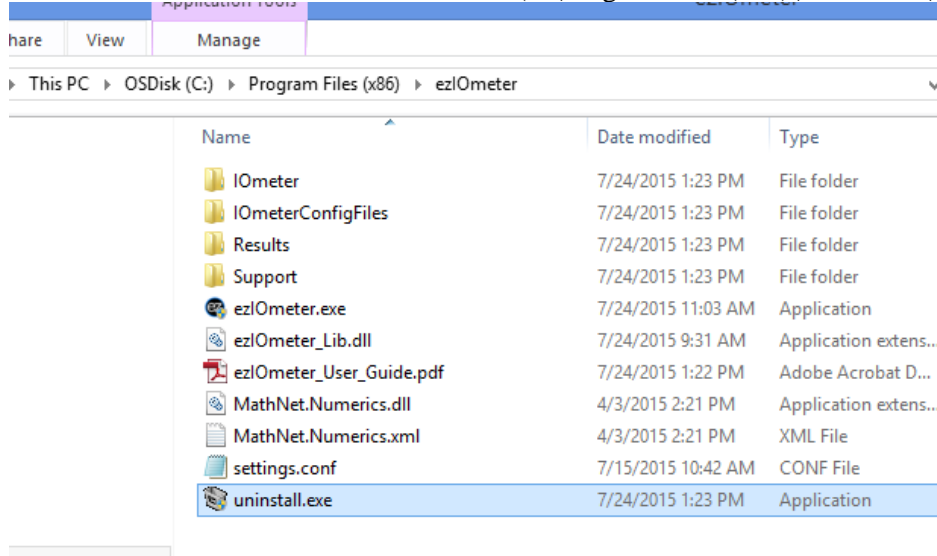 Application Tools
ezIOmeter
hare View Manage
This PC OSDisk (C:) Program Files (x86) ezIOmeter
Name Date modified Type
IOmeter 7/24/2015 1:23 PM File folder
IOmeterConfigFiles 7/24/2015 1:23 PM File folder
Results 7/24/2015 1:23 PM File folder
Support 7/24/2015 1:23 PM File folder
ezIOmeter.exe 7/24/2015 11:03 AM Application
ezIOmeter_Lib.dll 7/24/2015 9:31 AM Application extens...
ezIOmeter_User_Guide.pdf 7/24/2015 1:22 PM Adobe Acrobat D...
MathNet.Numerics.dll 4/3/2015 2:21 PM Application extens...
MathNet.Numerics.xml 4/3/2015 2:21 PM XML File
settings.conf 7/15/2015 10:42 AM CONF File
uninstall.exe 7/24/2015 1:23 PM Application